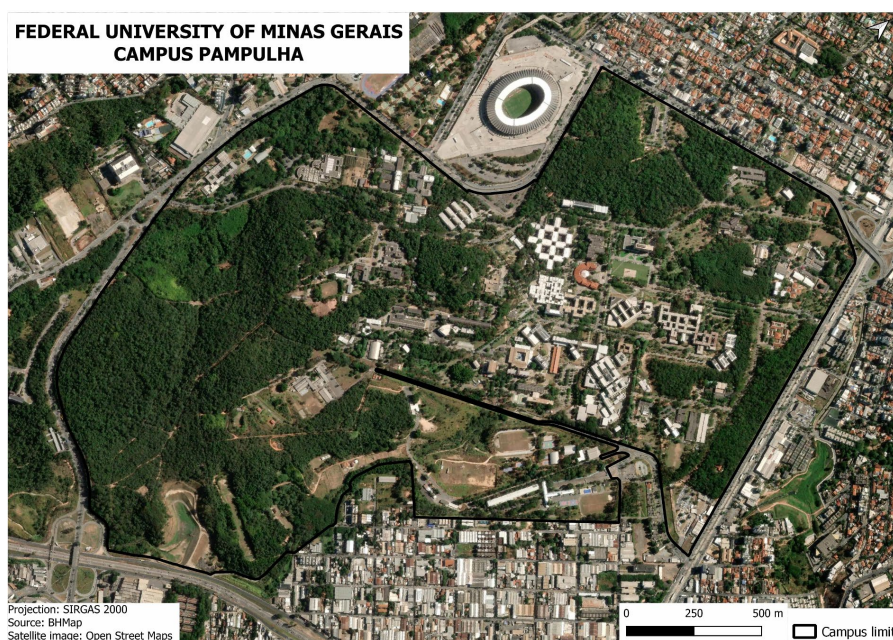 FEDERAL UNIVERSITY OF MINAS GERAIS
CAMPUS PAMPULHA
Projection: SIRGAS 2000
Source: BHMap
Satellite image: Open Street Maps
0 250 500 m
Campus limi